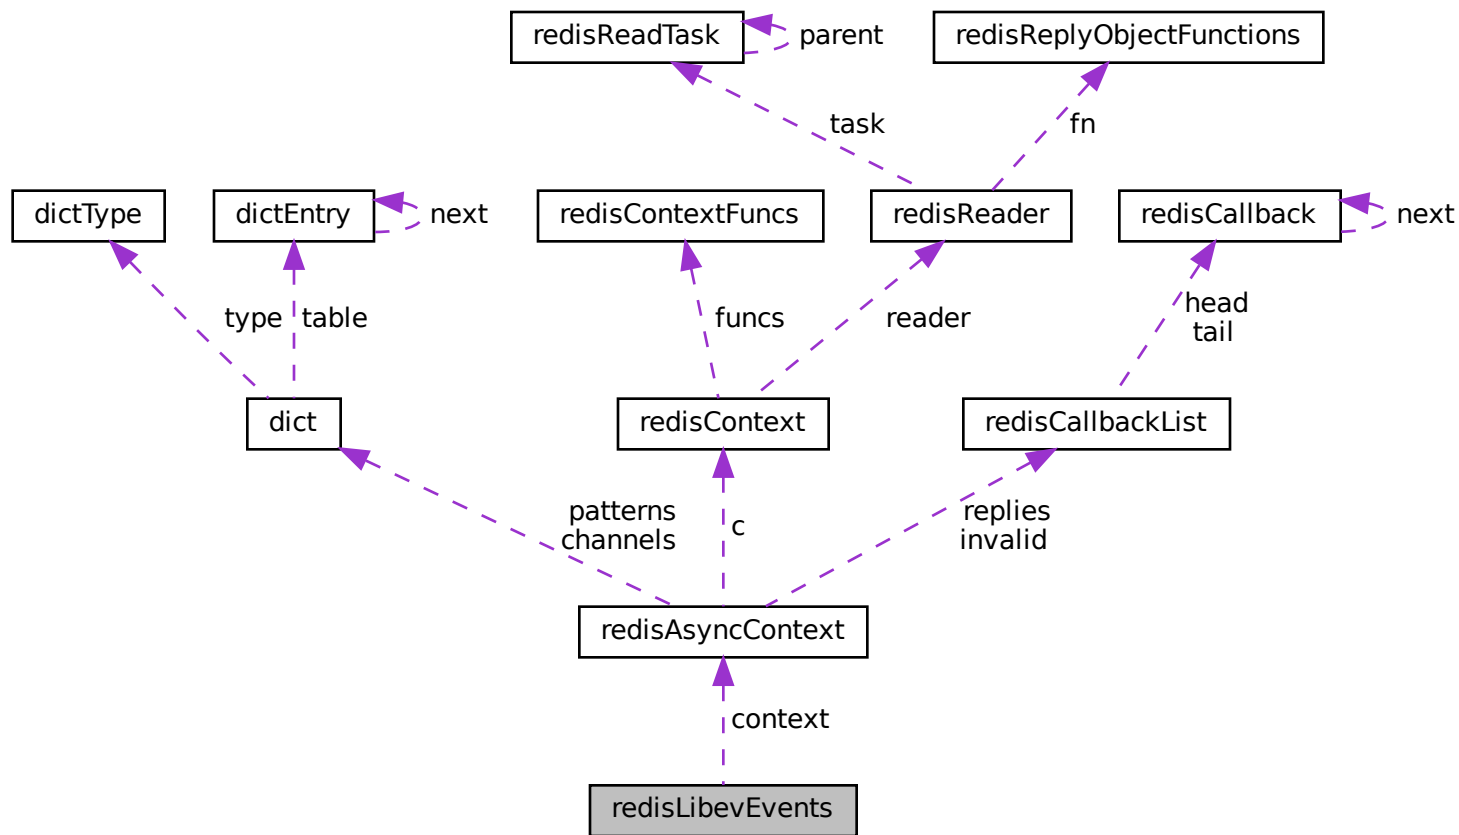 redisReadTask
parent
redisReplyObjectFunctions
task
fn
dictType
dictEntry
next
redisContextFuncs
redisReader
redisCallback
next
type
table
funcs
reader
head
tail
dict
redisContext
redisCallbackList
patterns
channels
c
replies
invalid
redisAsyncContext
context
redisLibevEvents